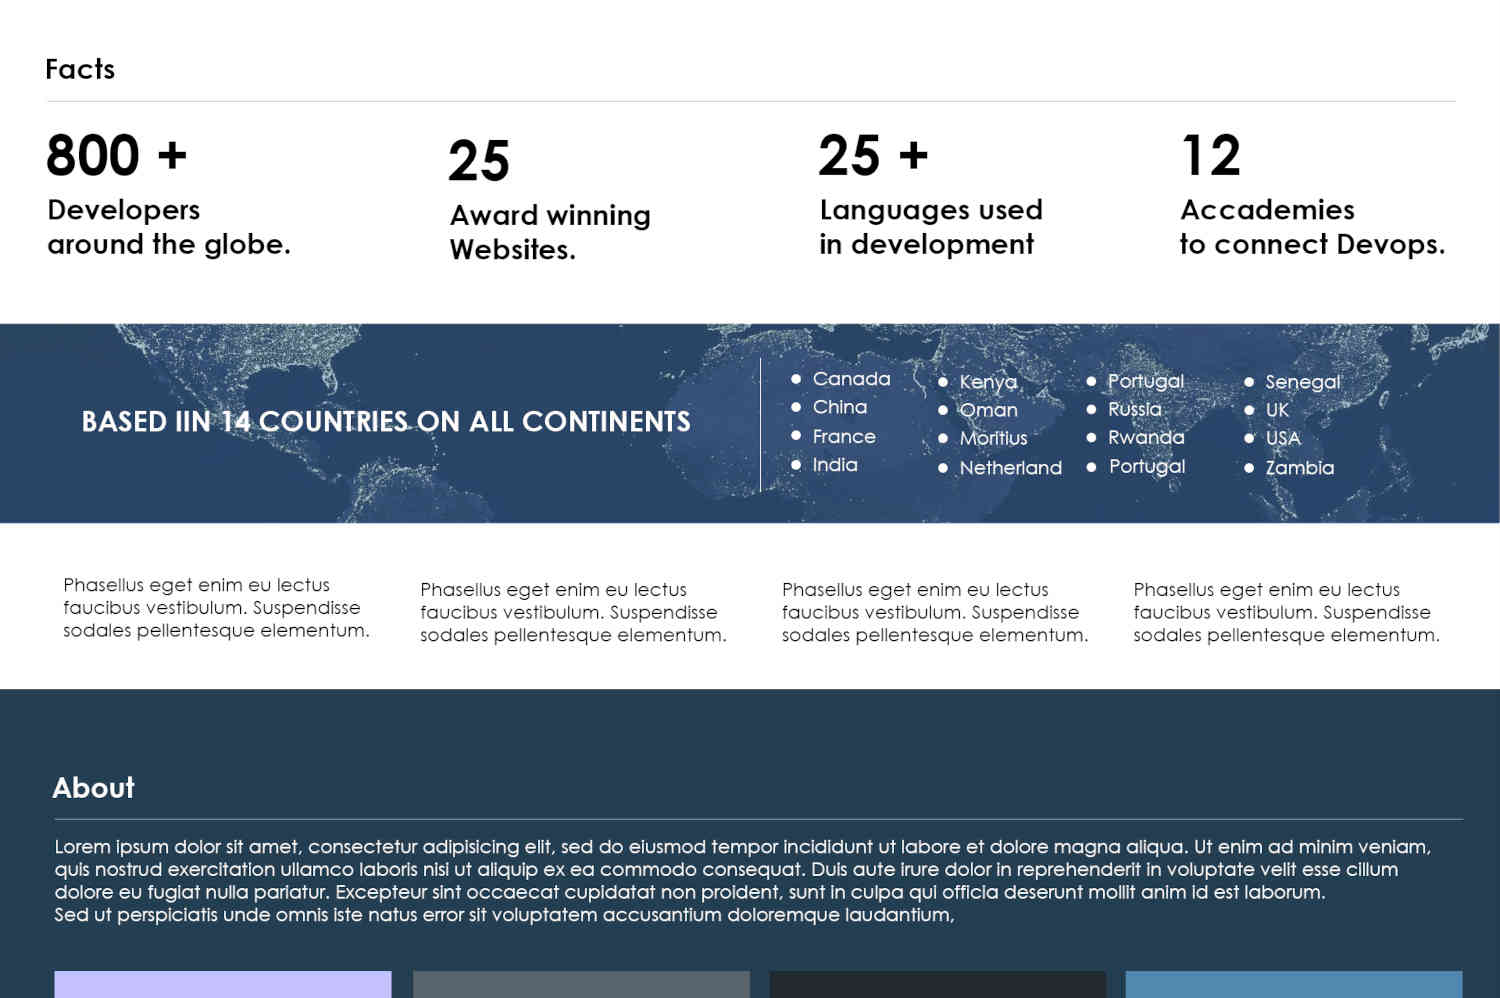 Facts
800 +
Developers
around the globe.
25
Award winning
Websites.
25 +
Languages used
in development
12
Accademies
to connect Devops.
BASED IIN 14 COUNTRIES ON ALL CONTINENTS
Canada
China
France
India
Kenya
Oman
Moritius
Netherland
Portugal
Russia
Rwanda
Portugal
Senegal
UK
USA
Zambia
Phasellus eget enim eu lectus
faucibus vestibulum. Suspendisse
sodales pellentesque elementum.
Phasellus eget enim eu lectus
faucibus vestibulum. Suspendisse
sodales pellentesque elementum.
Phasellus eget enim eu lectus
faucibus vestibulum. Suspendisse
sodales pellentesque elementum.
Phasellus eget enim eu lectus
faucibus vestibulum. Suspendisse
sodales pellentesque elementum.
About
Lorem ipsum dolor sit amet, consectetur adipisicing elit, sed do eiusmod tempor incididunt ut labore et dolore magna aliqua. Ut enim ad minim veniam,
quis nostrud exercitation ullamco laboris nisi ut aliquip ex ea commodo consequat. Duis aute irure dolor in reprehenderit in voluptate velit esse cillum
dolore eu fugiat nulla pariatur. Excepteur sint occaecat cupidatat non proident, sunt in culpa qui officia deserunt mollit anim id est laborum.
Sed ut perspiciatis unde omnis iste natus error sit voluptatem accusantium doloremque laudantium,